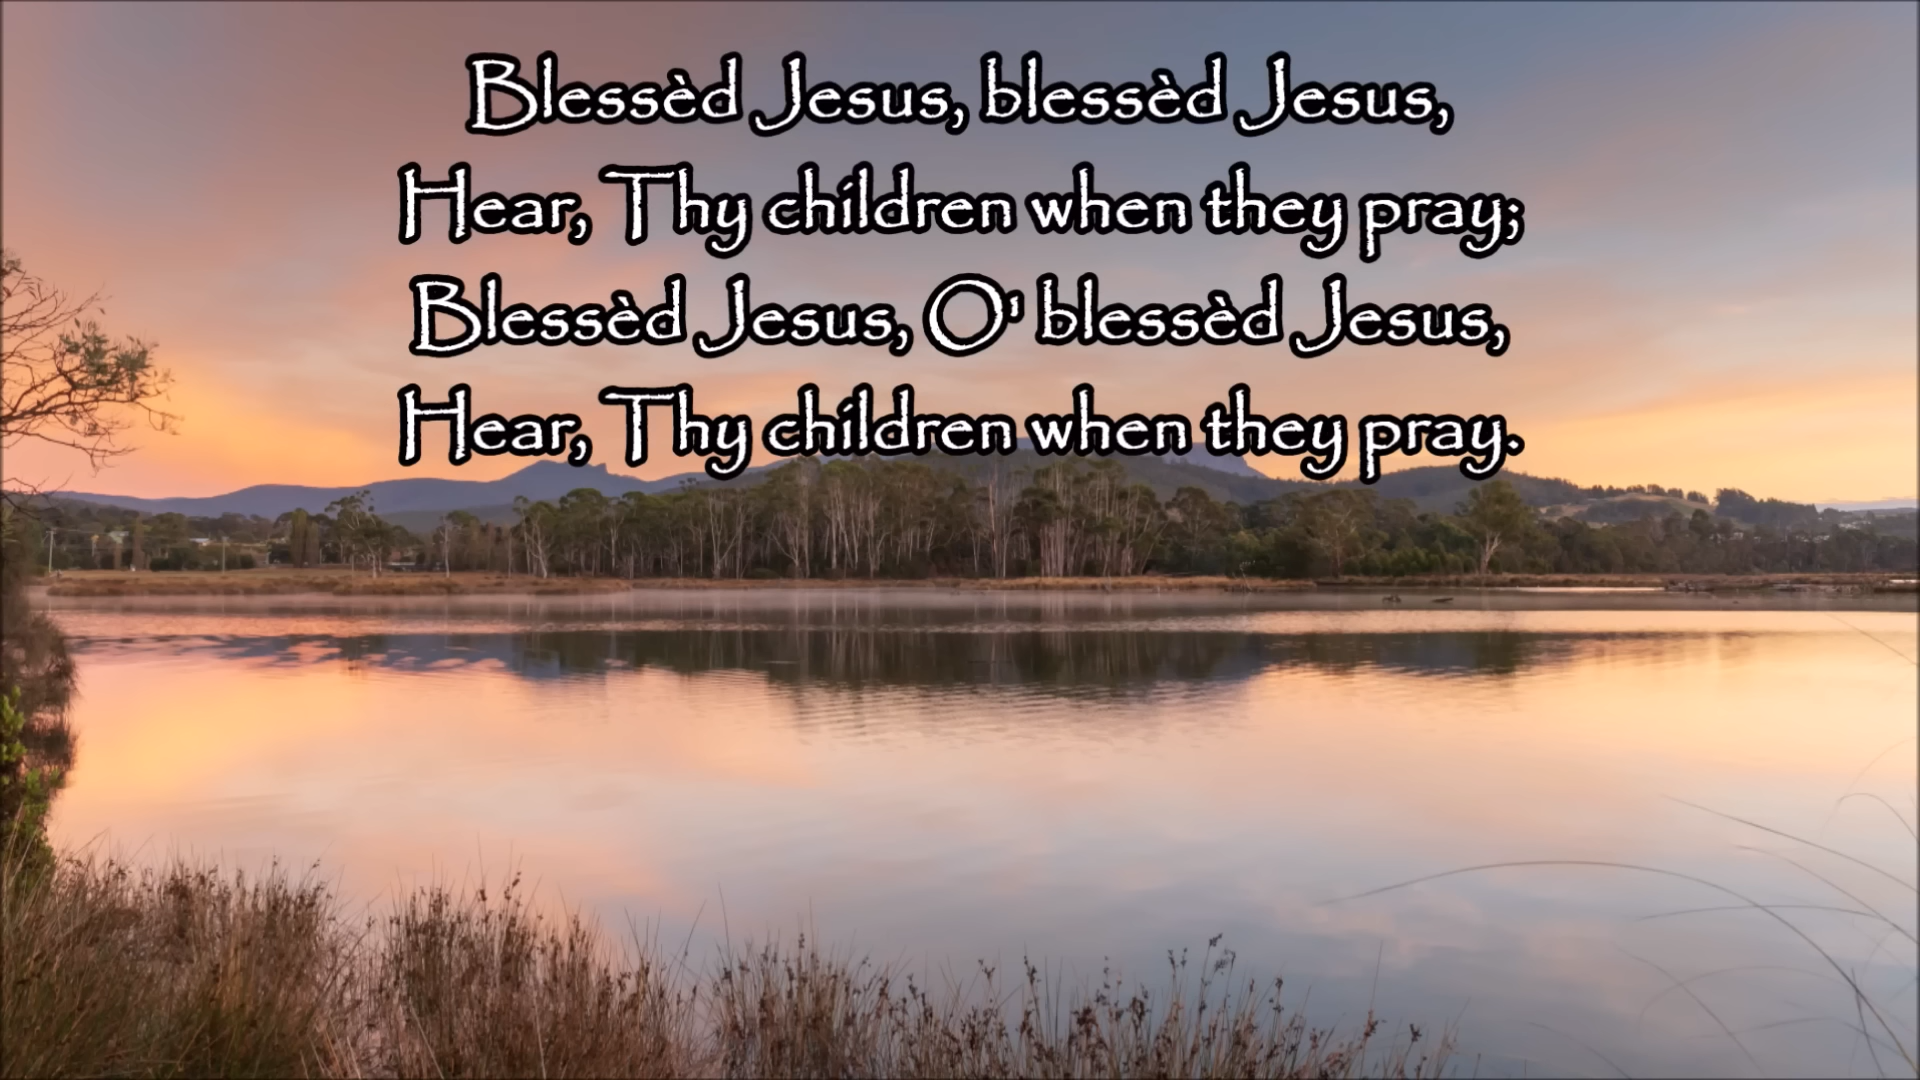 Blessèd Jesus, blessèd Jesus,
Hear, Thy children when they pray;
Blessèd Jesus, O' blessèd Jesus,
Hear, Thy children when they pray.